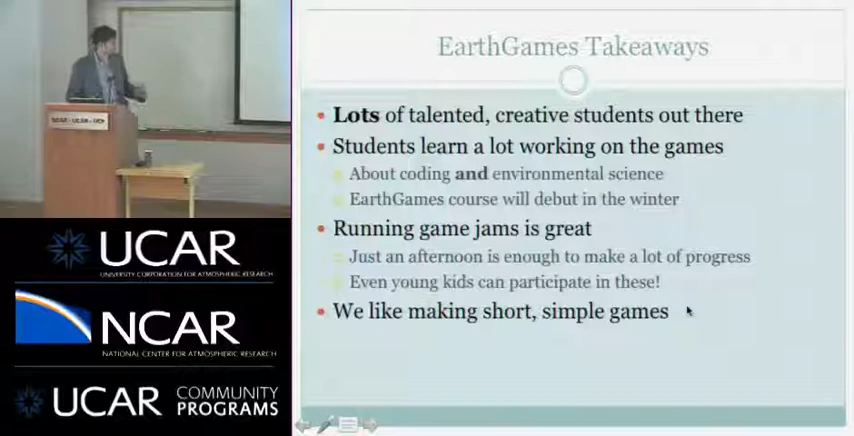 EarthGames Takeaways
Lots of talented, creative students out there
Students learn a lot working on the games
About coding and environmental science
EarthGames course will debut in the winter
Running game jams is great
Just an afternoon is enough to make a lot of progress
Even young kids can participate in these!
We like making short, simple games
NCAR - UCAR - UCP
UCAR
UNIVERSITY CORPORATION FOR ATMOSPHERIC RESEARCH
NCAR
NATIONAL CENTER FOR ATMOSPHERIC RESEARCH
UCAR COMMUNITY
PROGRAMS